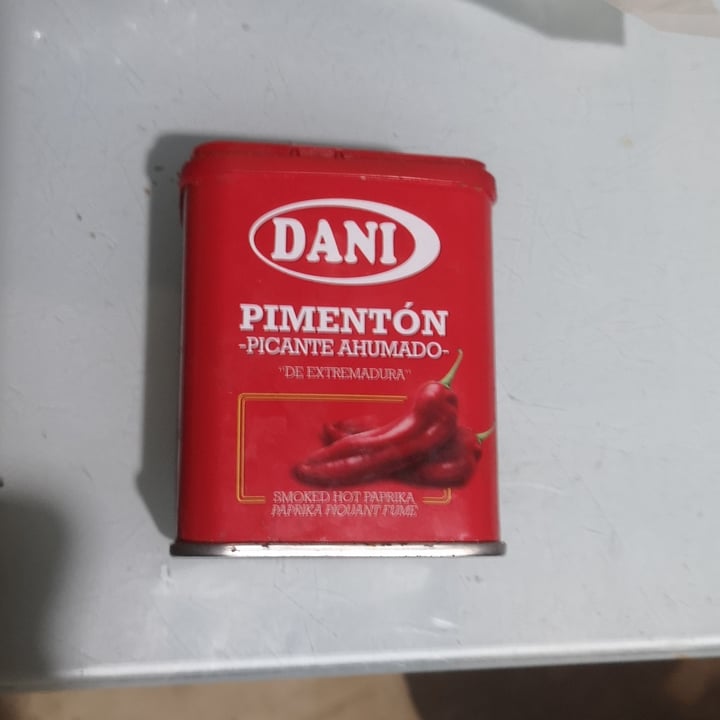 DANI
PIMENTÓN
-PICANTE AHUMADO-
"DE EXTREMADURA"
SMOKED HOT PAPRIKA
PAPRIKA PIQUANT FUMÉ